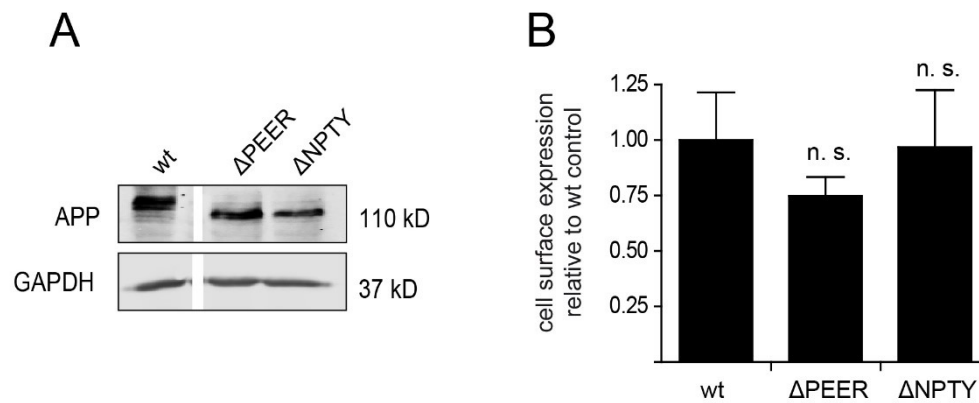 A
wt
ΔPEER
ΔNPTY
APP
110 kD
GAPDH
37 kD
B
cell surface expression
relative to wt control
1.25
1.00
0.75
0.50
0.25
n. s.
n. s.
wt
ΔPEER
ΔNPTY